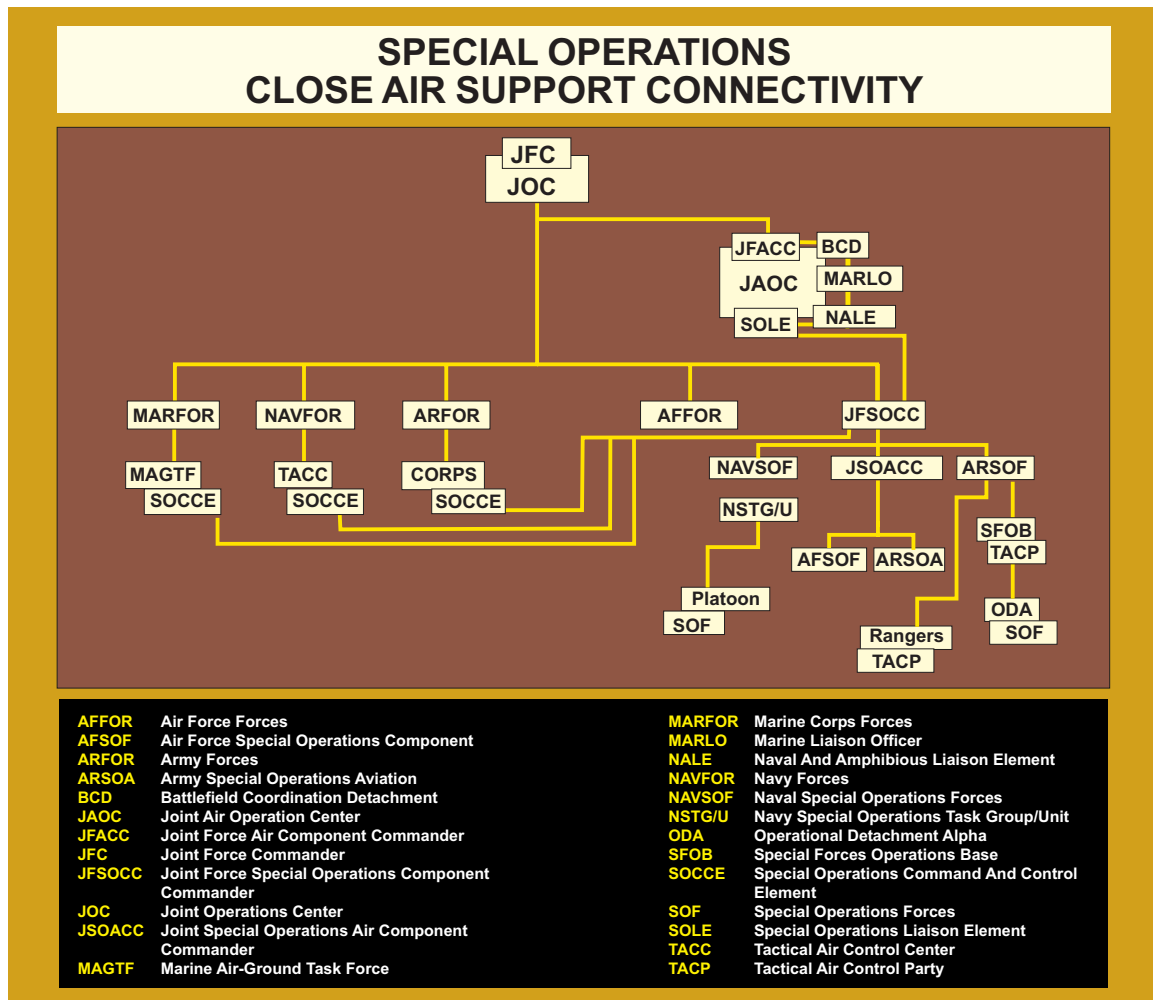 SPECIAL OPERATIONS
CLOSE AIR SUPPORT CONNECTIVITY
JFC
JOC
JFACC
BCD
JAOC
MARLO
SOLE
NALE
MARFOR
NAVFOR
ARFOR
AFFOR
JFSOCC
MAGTF
SOCCE
TACC
SOCCE
CORPS
SOCCE
NAVSOF
JSOACC
ARSOF
NSTG/U
SFOB
TACP
AFSOF
ARSOA
Platoon
SOF
ODA
SOF
Rangers
TACP
AFFOR Air Force Forces
AFSOF Air Force Special Operations Component
ARFOR Army Forces
ARSOA Army Special Operations Aviation
BCD Battlefield Coordination Detachment
JAOC Joint Air Operation Center
JFACC Joint Force Air Component Commander
JFC Joint Force Commander
JFSOCC Joint Force Special Operations Component
Commander
JOC Joint Operations Center
JSOACC Joint Special Operations Air Component
Commander
MAGTF Marine Air-Ground Task Force
MARFOR Marine Corps Forces
MARLO Marine Liaison Officer
NALE Naval And Amphibious Liaison Element
NAVFOR Navy Forces
NAVSOF Naval Special Operations Forces
NSTG/U Navy Special Operations Task Group/Unit
ODA Operational Detachment Alpha
SFOB Special Forces Operations Base
SOCCE Special Operations Command And Control
Element
SOF Special Operations Forces
SOLE Special Operations Liaison Element
TACC Tactical Air Control Center
TACP Tactical Air Control Party